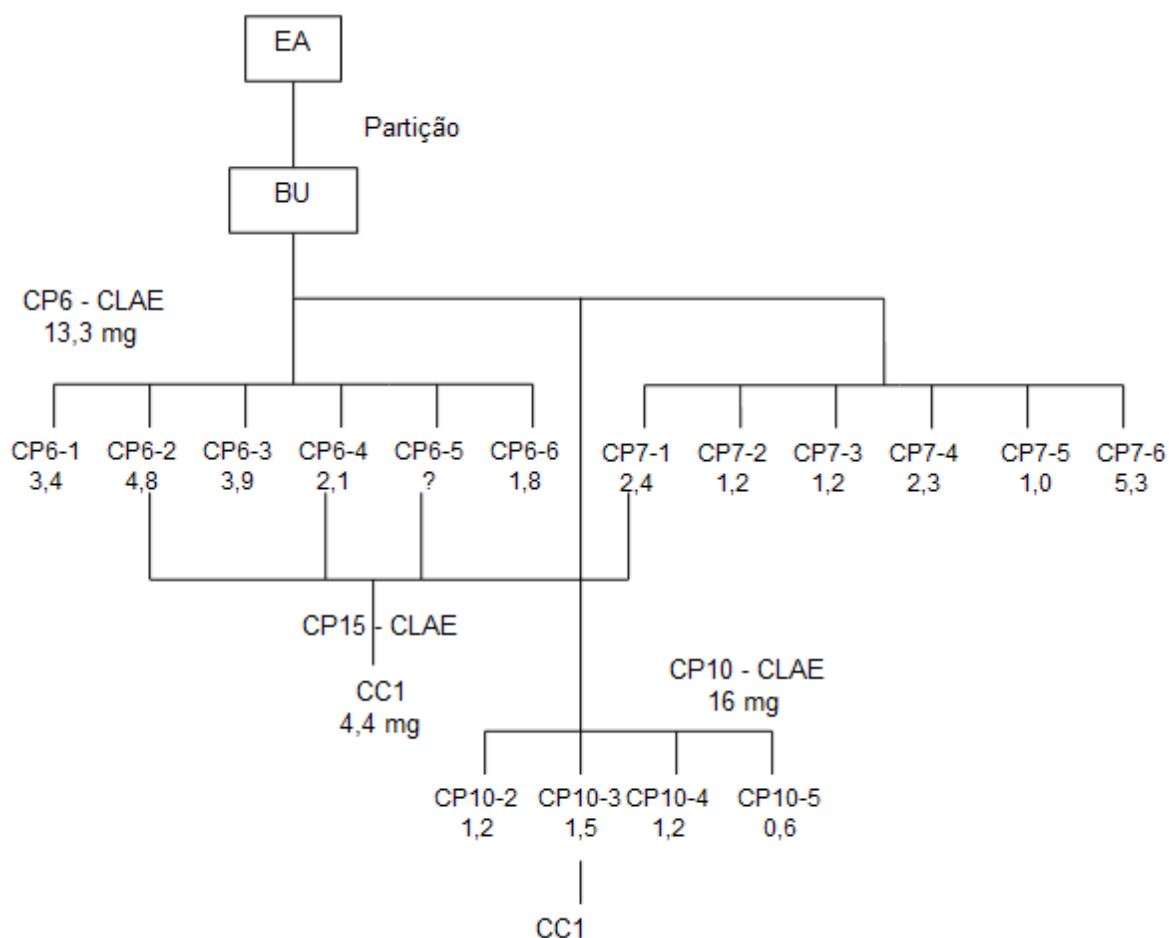 EA
Partição
BU
CP6 - CLAE
13,3 mg
CP6-1 CP6-2 CP6-3 CP6-4 CP6-5 CP6-6 CP7-1 CP7-2 CP7-3 CP7-4 CP7-5 CP7-6
3,4 4,8 3,9 2,1 ? 1,8 2,4 1,2 1,2 2,3 1,0 5,3
CP15 - CLAE
CC1
4,4 mg
CP10 - CLAE
16 mg
CP10-2 CP10-3 CP10-4 CP10-5
1,2 1,5 1,2 0,6
CC1